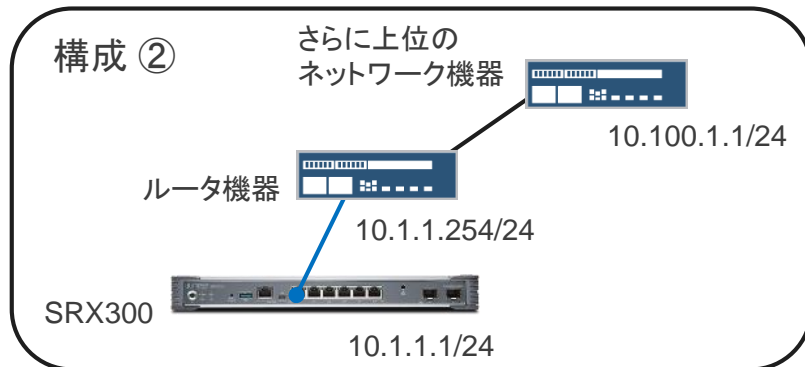 構成 ②
さらに上位の
ネットワーク機器
10.100.1.1/24
ルータ機器
10.1.1.254/24
SRX300
10.1.1.1/24